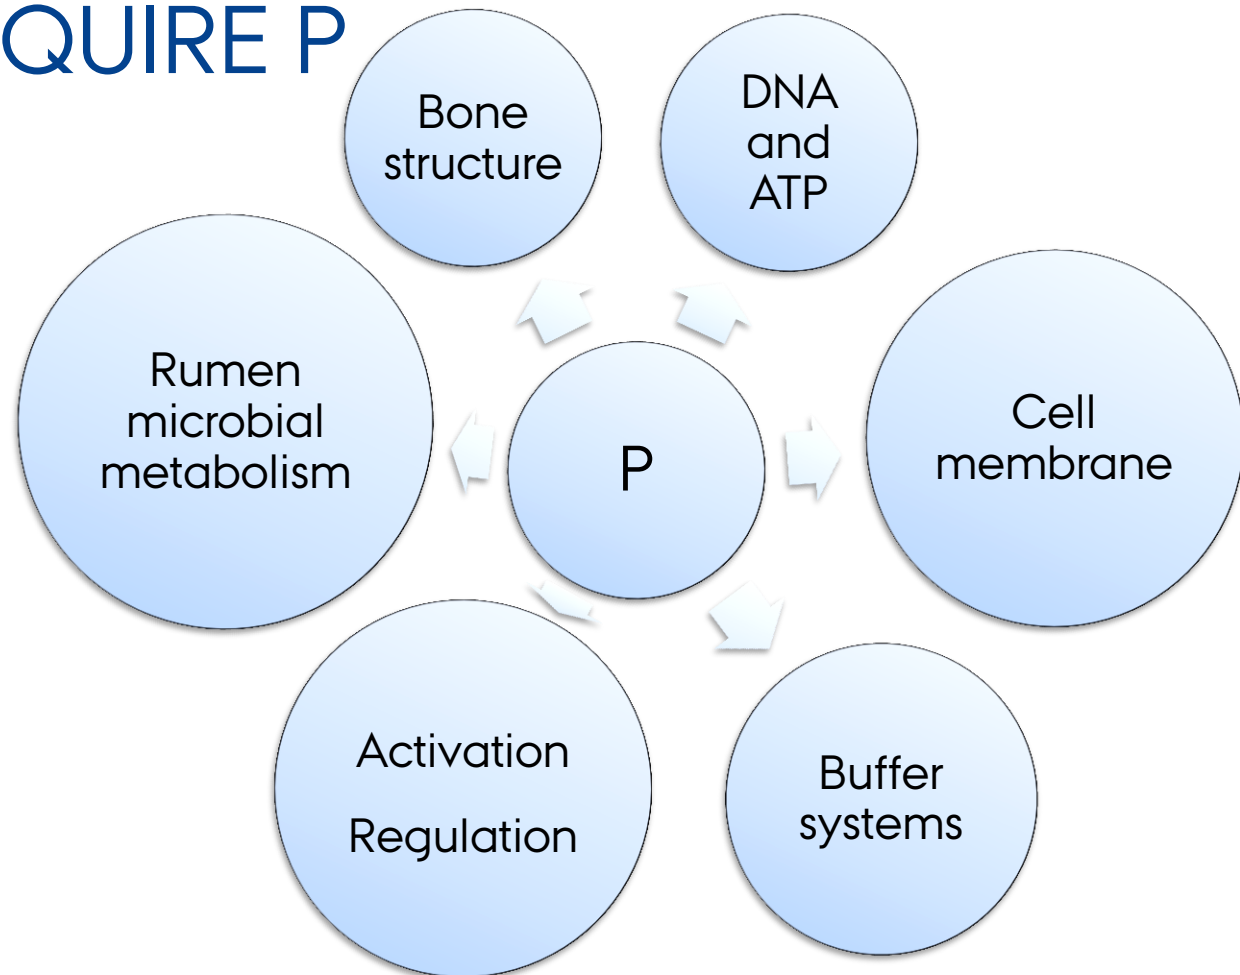 QUIRE P
Bone
structure
DNA
and
ATP
Rumen
microbial
metabolism
P
Cell
membrane
Activation
Regulation
Buffer
systems